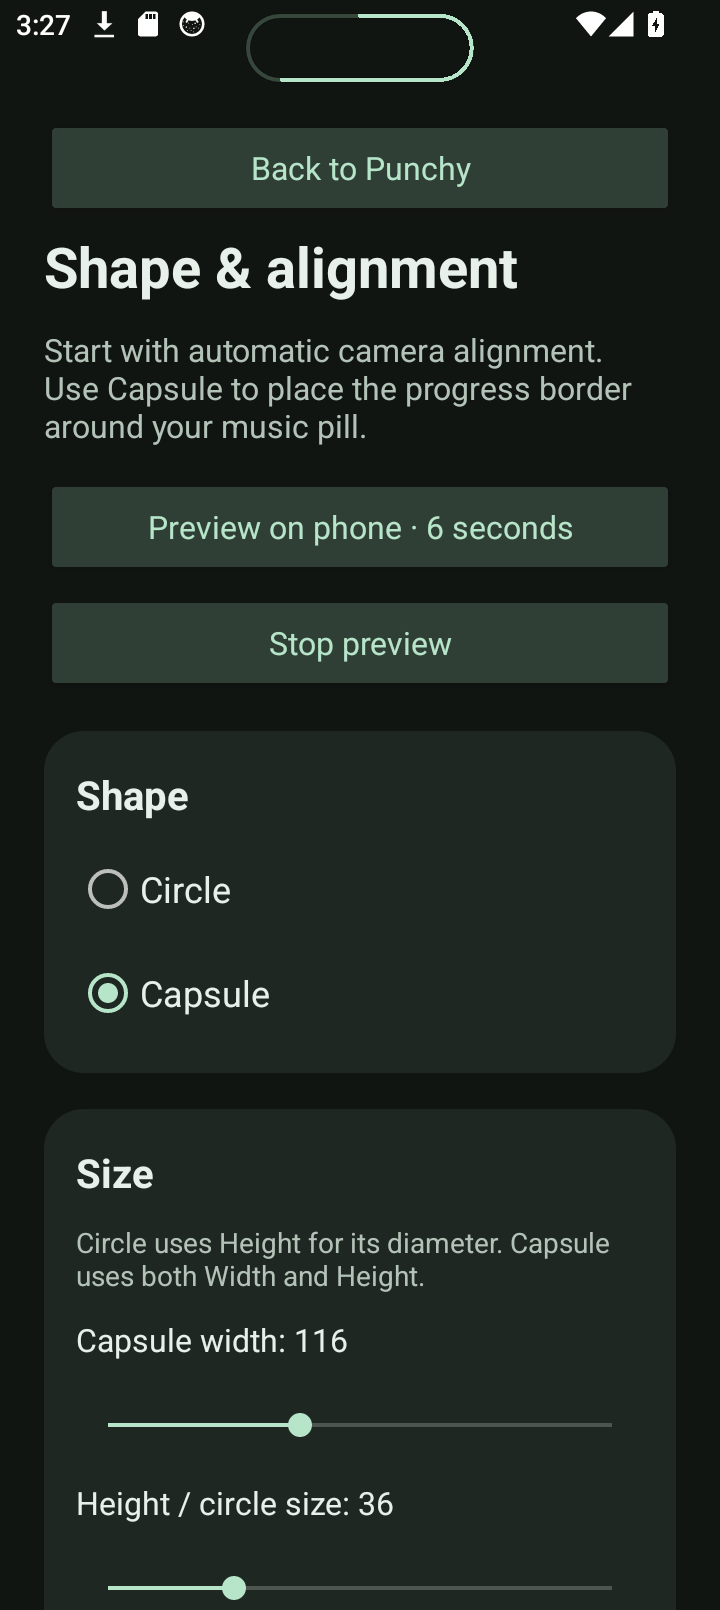 3:27
Back to Punchy
Shape & alignment
Start with automatic camera alignment.
Use Capsule to place the progress border
around your music pill.
Preview on phone · 6 seconds
Stop preview
Shape
Circle
Capsule
Size
Circle uses Height for its diameter. Capsule
uses both Width and Height.
Capsule width: 116
Height / circle size: 36